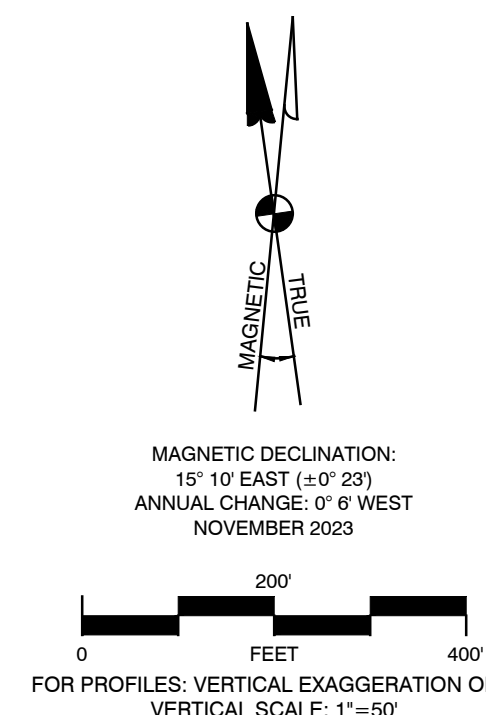 MAGNETIC
TRUE
MAGNETIC DECLINATION:
15° 10' EAST (±0° 23')
ANNUAL CHANGE: 0° 6' WEST
NOVEMBER 2023
200'
0 FEET 400'
FOR PROFILES: VERTICAL EXAGGERATION
VERTICAL SCALE: 1"=50'